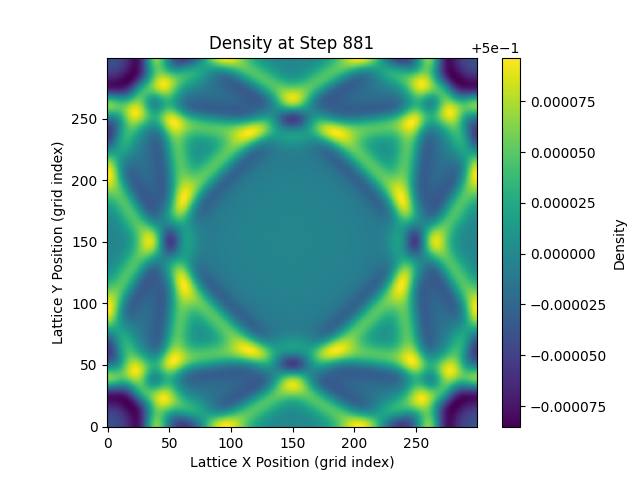 Density at Step 881
+5e−1
Lattice Y Position (grid index)
250
200
150
100
50
0
0 50 100 150 200 250
Lattice X Position (grid index)
0.000075
0.000050
0.000025
0.000000
−0.000025
−0.000050
−0.000075
Density